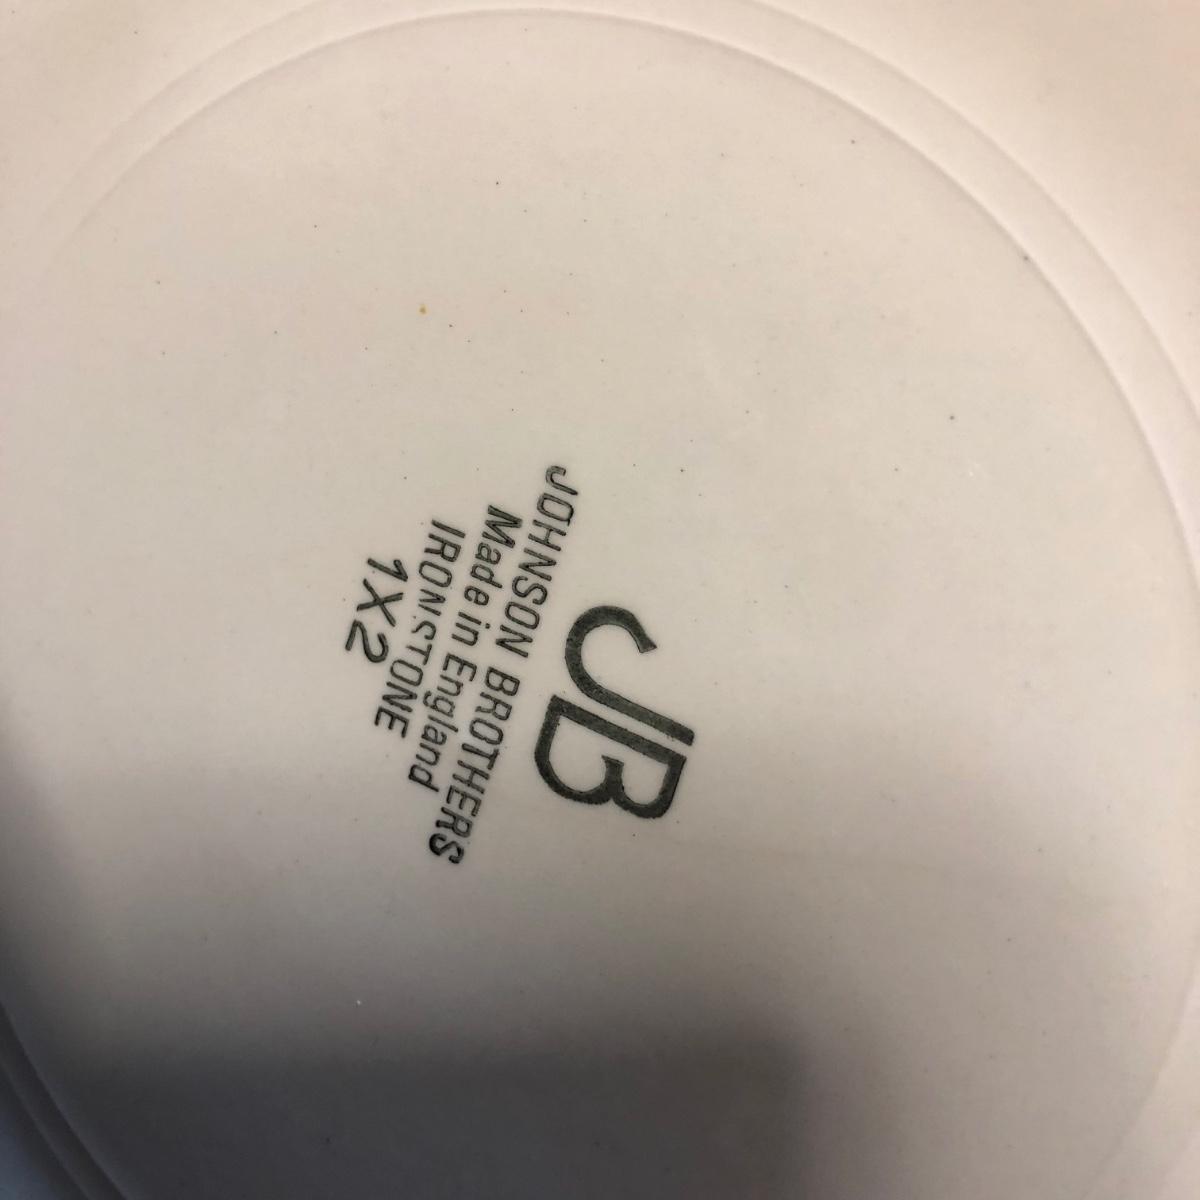 JB
JOHNSON BROTHERS
Made in England
IRONSTONE
1X2